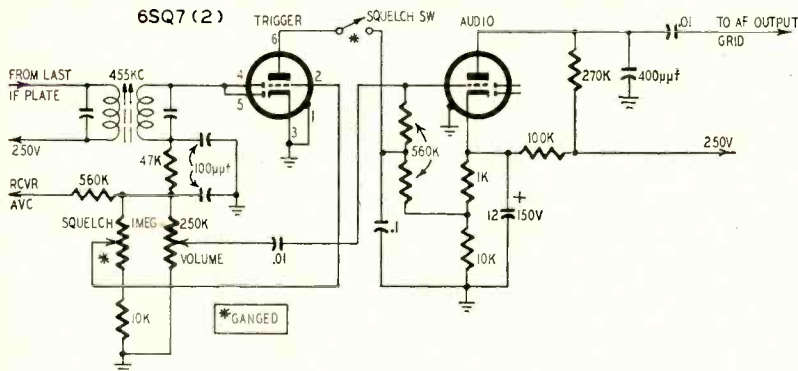 6SQ7 (2)
TRIGGER
SQUELCH SW
*
AUDIO
.01
TO AF OUTPUT
GRID
6
FROM LAST
IF PLATE
455KC
4
5
2
1
3
270K
400µµf
250V
47K
100µµf
560K
100K
250V
RCVR
AVC
560K
1K
+
12
150V
SQUELCH
1MEG
250K
*
VOLUME
.01
.1
10K
10K
*GANGED